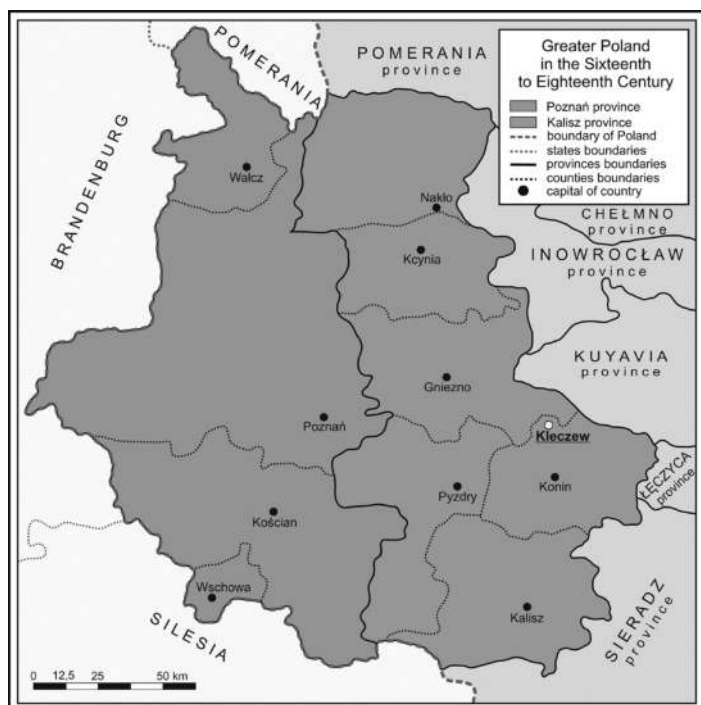 POMERANIA
POMERANIA
province
Greater Poland
in the Sixteenth
to Eighteenth Century
Poznań province
Kalisz province
boundary of Poland
states boundaries
provinces boundaries
counties boundaries
capital of country
BRANDENBURG
Wałcz
Nakło
CHEŁMNO
province
Kcynia
INOWROCŁAW
province
KUYAVIA
province
Gniezno
Poznań
Kleczew
Konin
ŁĘCZYCA
province
Pyzdry
Kościan
Wschowa
Kalisz
SILESIA
SIERADZ
province
0 12,5 25 50 km